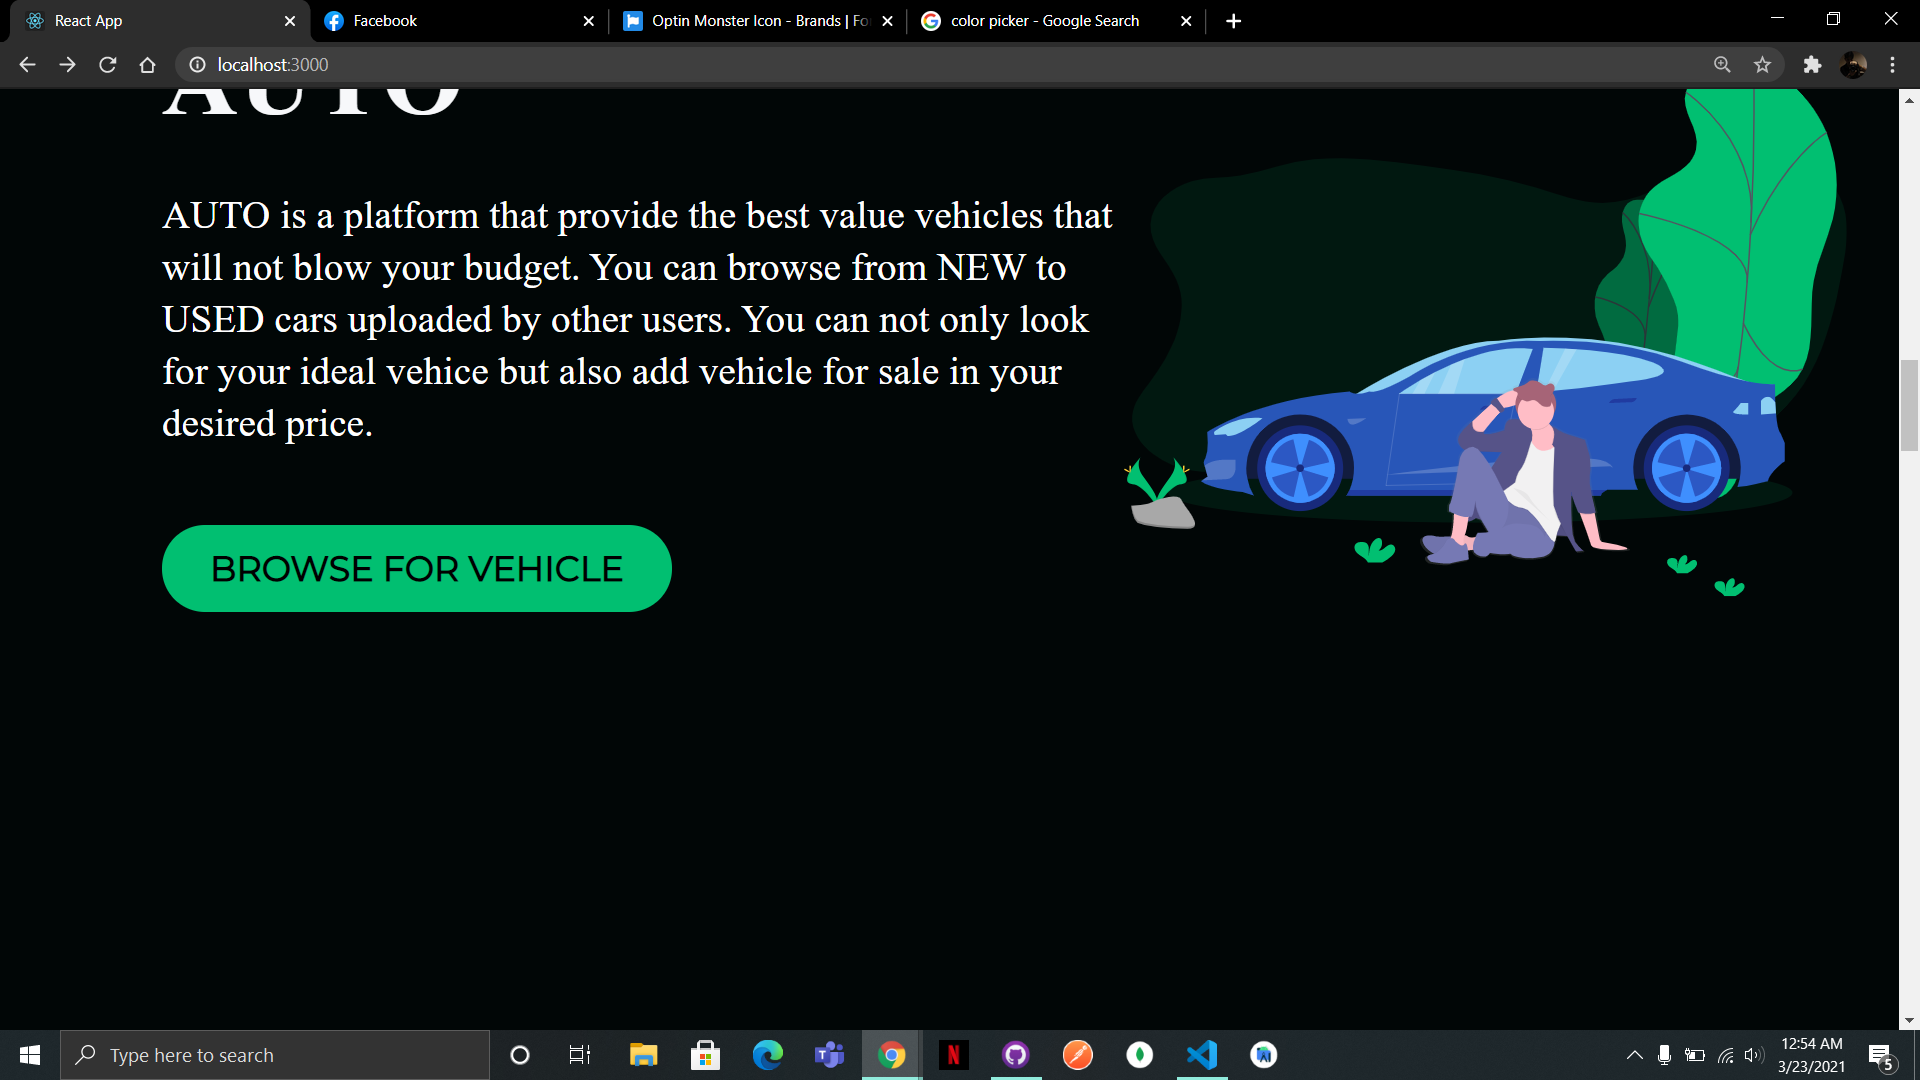 React App
Facebook
Optin Monster Icon - Brands | Fo
color picker - Google Search
localhost:3000
AUTO
AUTO is a platform that provide the best value vehicles that
will not blow your budget. You can browse from NEW to
USED cars uploaded by other users. You can not only look
for your ideal vehice but also add vehicle for sale in your
desired price.
BROWSE FOR VEHICLE
Type here to search
T
N
12:54 AM
3/23/2021
5